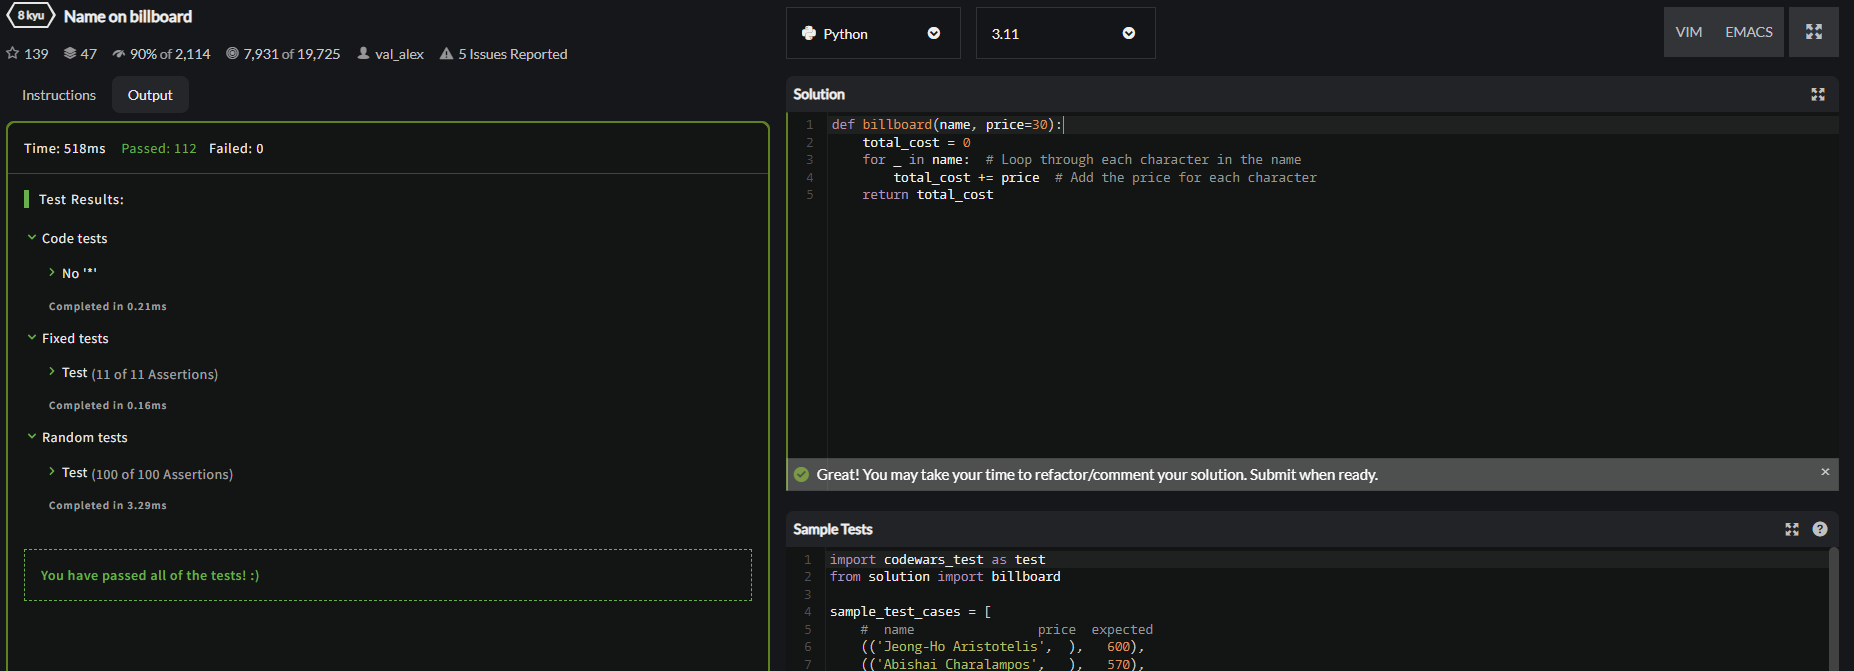 8 kyu Name on billboard
139 47 90% of 2,114 7,931 of 19,725 val_alex 5 Issues Reported
Instructions Output
Time: 518ms Passed: 112 Failed: 0
Test Results:
Code tests
No '*'
Completed in 0.21ms
Fixed tests
Test (11 of 11 Assertions)
Completed in 0.16ms
Random tests
Test (100 of 100 Assertions)
Completed in 3.29ms
You have passed all of the tests! :)
Python 3.11 VIM EMACS
Solution
1 def billboard(name, price=30):
2     total_cost = 0
3     for _ in name:  # Loop through each character in the name
4         total_cost += price  # Add the price for each character
5     return total_cost
Great! You may take your time to refactor/comment your solution. Submit when ready. ×
Sample Tests ?
1 import codewars_test as test
2 from solution import billboard
3
4 sample_test_cases = [
5     #  name                price  expected
6     (('Jeong-Ho Aristotelis',  ),   600),
7     (('Abishai Charalampos',   ),   570),